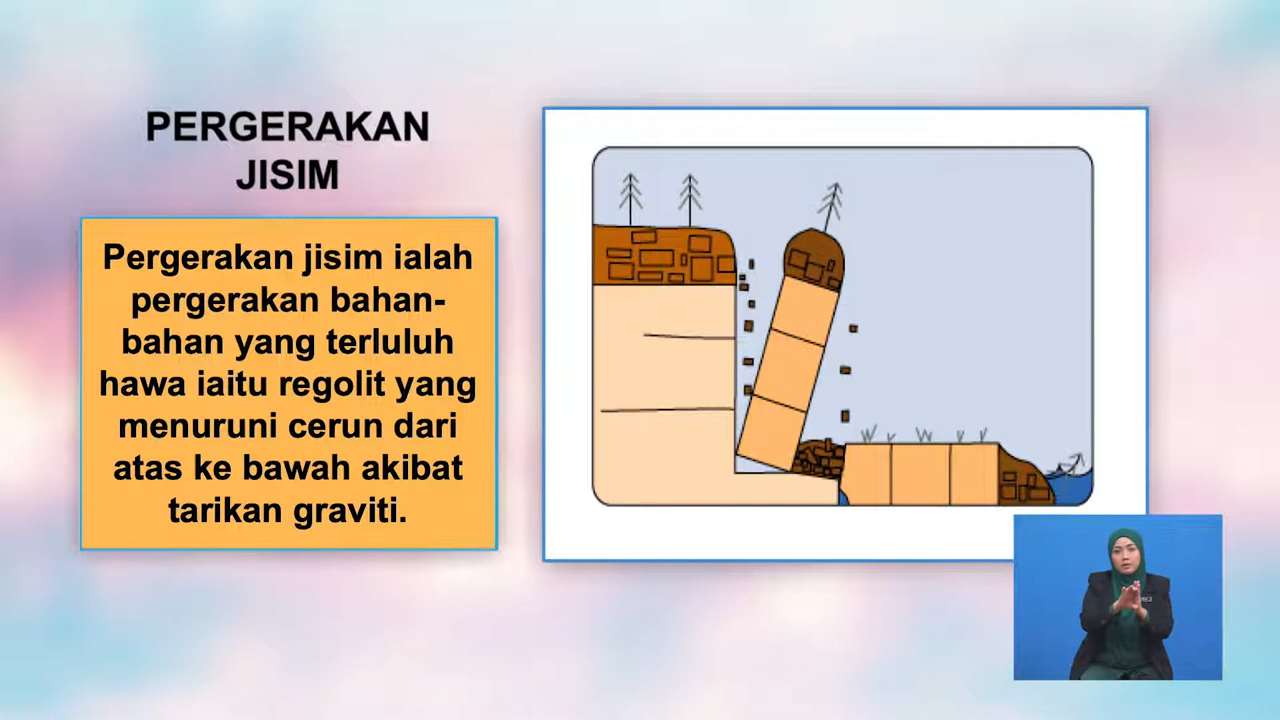 PERGERAKAN
JISIM
Pergerakan jisim ialah
pergerakan bahan-
bahan yang terluluh
hawa iaitu regolit yang
menuruni cerun dari
atas ke bawah akibat
tarikan graviti.